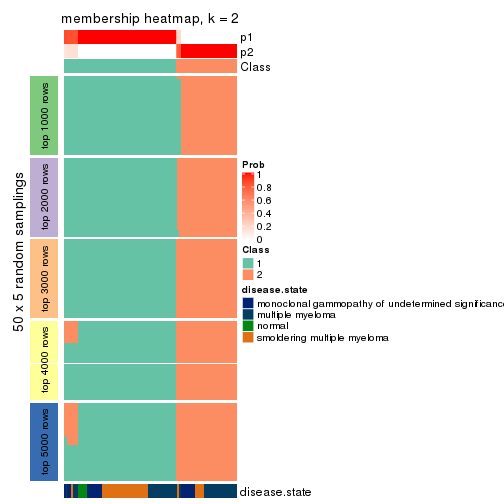 membership heatmap, k = 2
p1
p2
Class
50 x 5 random samplings
top 1000 rows
top 2000 rows
top 3000 rows
top 4000 rows
top 5000 rows
Prob
1
0.8
0.6
0.4
0.2
0
Class
1
2
disease.state
monoclonal gammopathy of undetermined significance
multiple myeloma
normal
smoldering multiple myeloma
disease.state